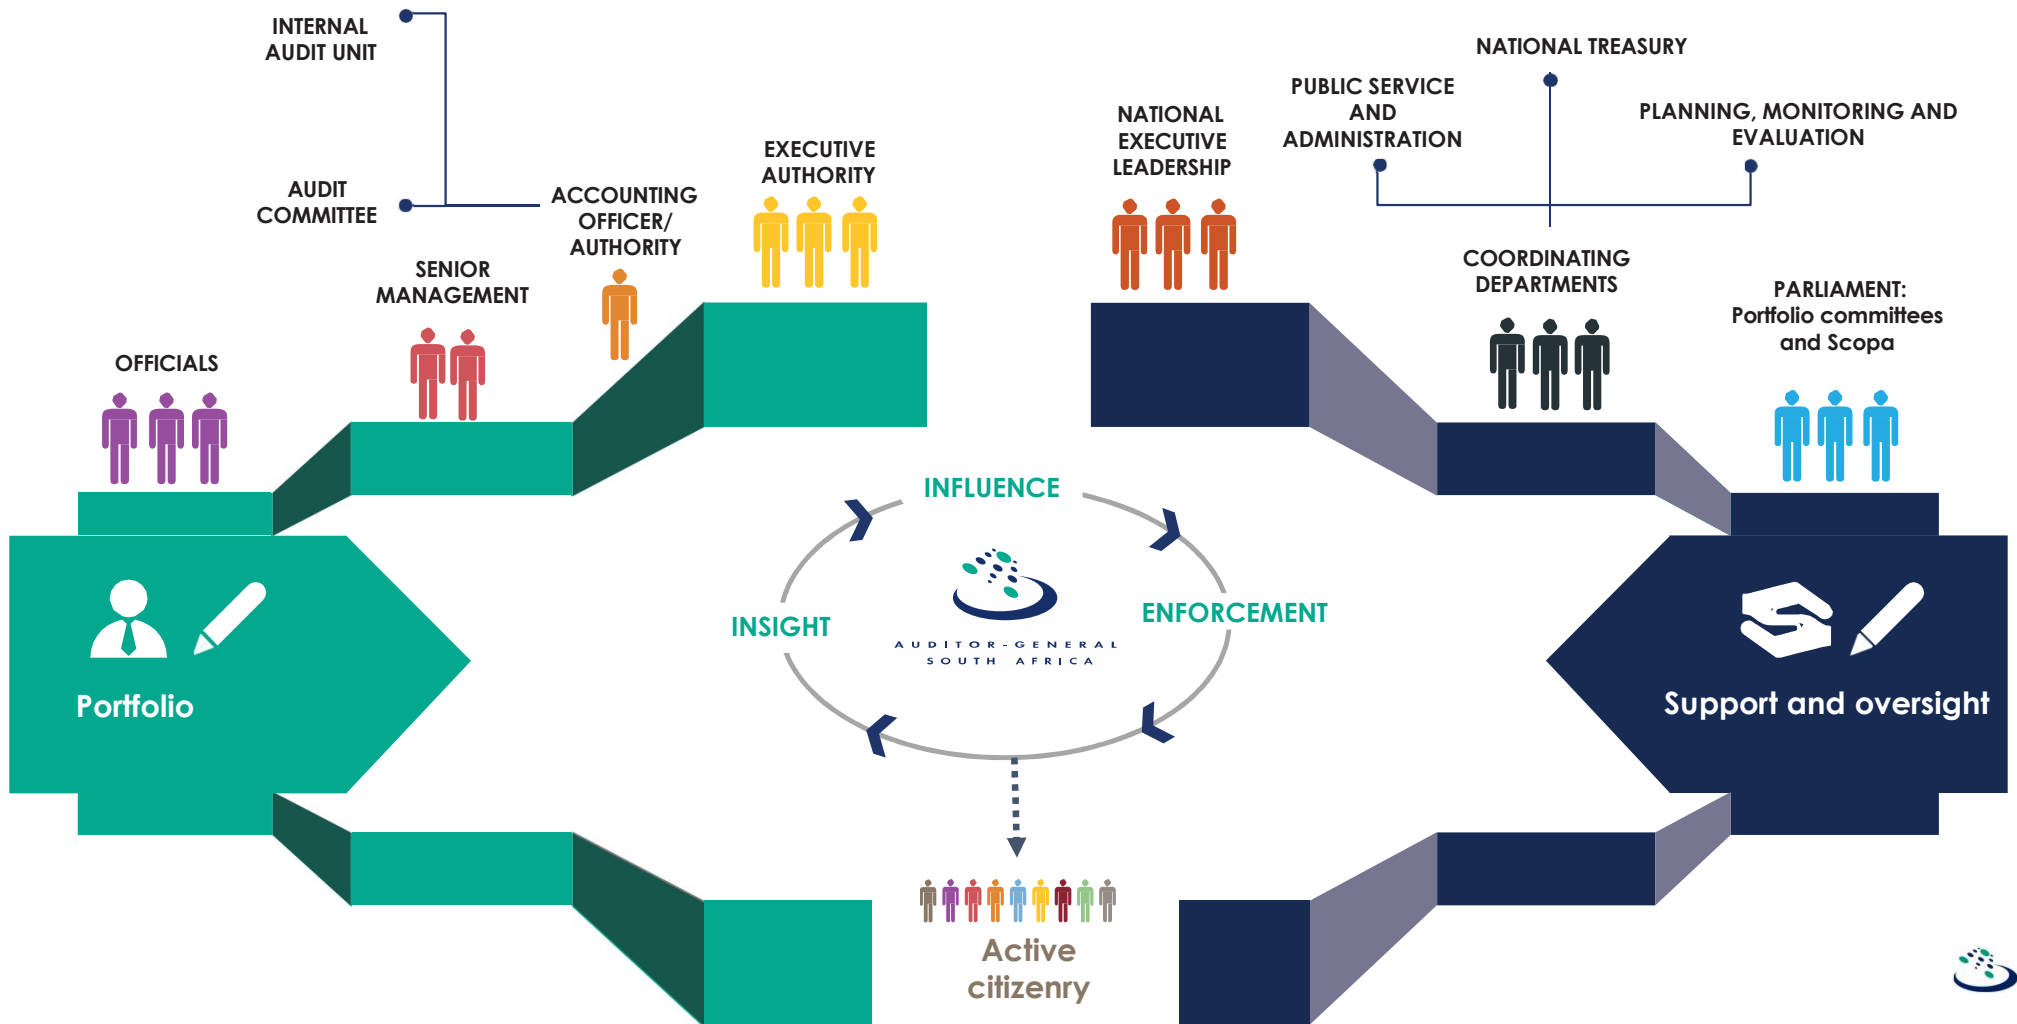 INTERNAL
AUDIT UNIT
AUDIT
COMMITTEE
ACCOUNTING
OFFICER/
AUTHORITY
EXECUTIVE
AUTHORITY
SENIOR
MANAGEMENT
OFFICIALS
NATIONAL
EXECUTIVE
LEADERSHIP
PUBLIC SERVICE
AND
ADMINISTRATION
NATIONAL TREASURY
PLANNING, MONITORING AND
EVALUATION
COORDINATING
DEPARTMENTS
PARLIAMENT:
Portfolio committees
and Scopa
INFLUENCE
INSIGHT
ENFORCEMENT
AUDITOR-GENERAL
SOUTH AFRICA
Portfolio
Support and oversight
Active
citizenry